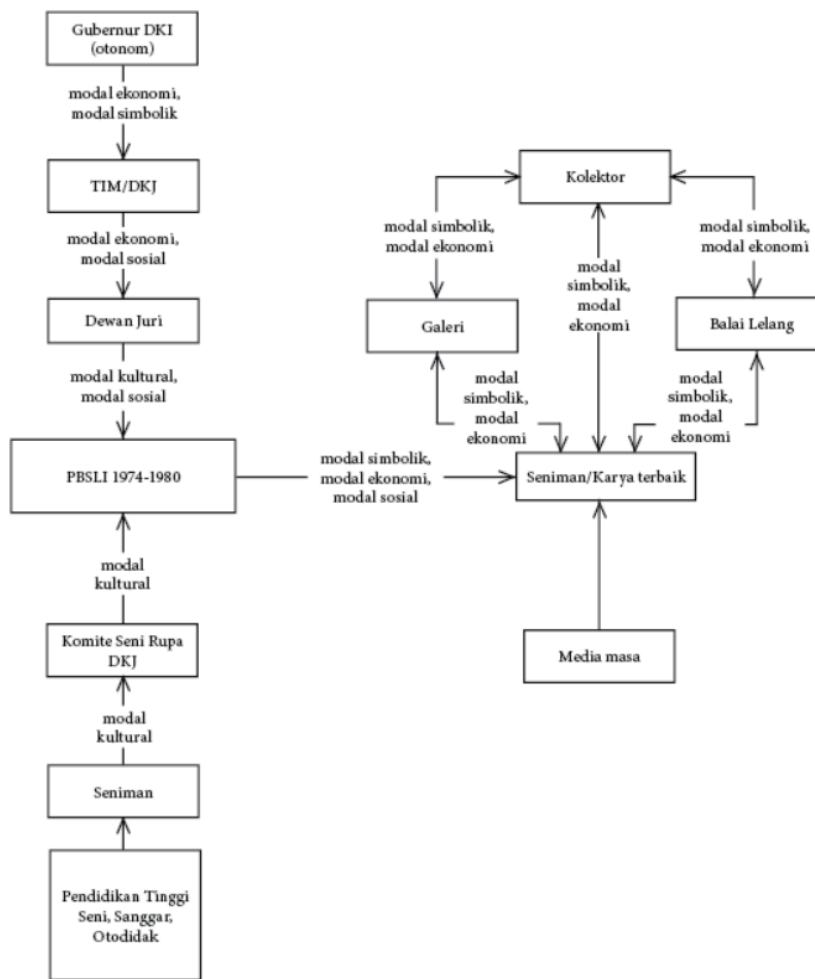 Gubernur DKI
(otonom)
modal ekonomi,
modal simbolik
TIM/DKJ
modal ekonomi,
modal sosial
Dewan Juri
modal kultural,
modal sosial
PBSLI 1974-1980
modal
kultural
Komite Seni Rupa
DKJ
modal
kultural
Seniman
Pendidikan Tinggi
Seni, Sanggar,
Otodidak
modal simbolik,
modal ekonomi,
modal sosial
Kolektor
modal simbolik,
modal ekonomi
modal
simbolik,
modal
ekonomi
modal simbolik,
modal ekonomi
Galeri
Balai Lelang
modal
simbolik,
modal
ekonomi
modal
simbolik,
modal
ekonomi
Seniman/Karya terbaik
Media masa